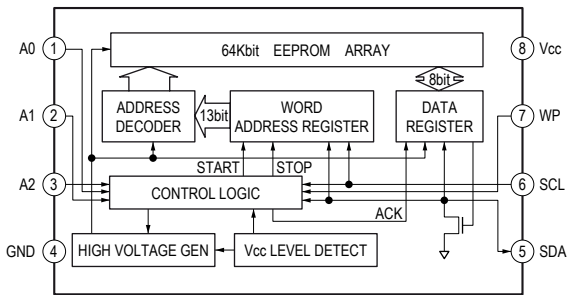 A0 1 64Kbit EEPROM ARRAY 8 Vcc
8bit
A1 2 ADDRESS DECODER 13bit WORD ADDRESS REGISTER DATA REGISTER 7 WP
START STOP
A2 3 CONTROL LOGIC 6 SCL
ACK
GND 4 HIGH VOLTAGE GEN Vcc LEVEL DETECT 5 SDA